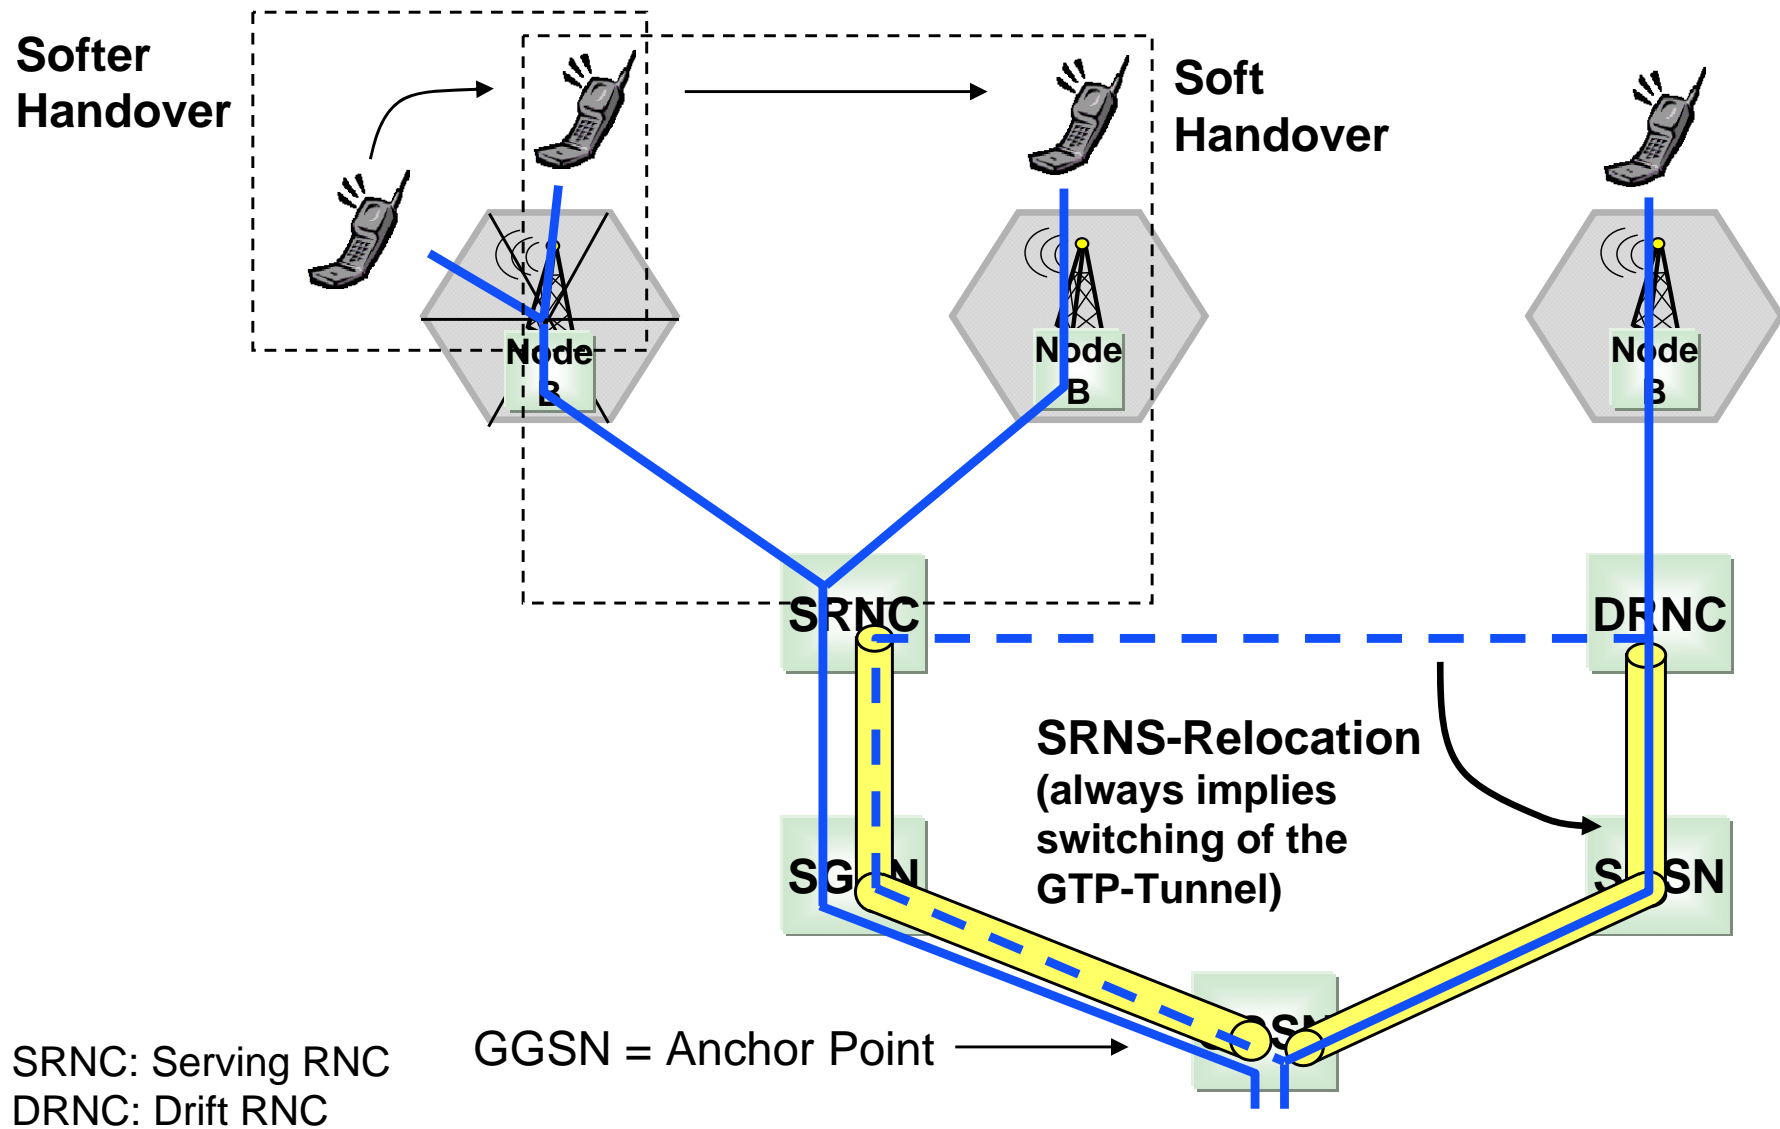 Softer
Handover
Soft
Handover
Node
B
Node
B
Node
B
SRNC
DRNC
SRNS-Relocation
(always implies
switching of the
GTP-Tunnel)
GGSN = Anchor Point
SRNC: Serving RNC
DRNC: Drift RNC